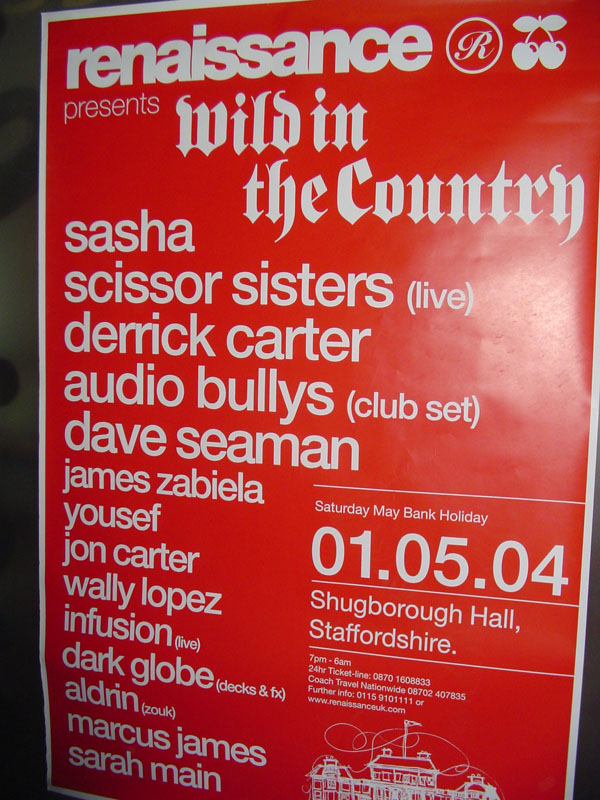 renaissance R
presents
Wild in
the Country
sasha
scissor sisters (live)
derrick carter
audio bullys (club set)
dave seaman
james zabiela
yousef
jon carter
wally lopez
infusion (live)
dark globe (decks & fx)
aldrin (zouk)
marcus james
sarah main
Saturday May Bank Holiday
01.05.04
Shugborough Hall,
Staffordshire.
7pm - 6am
24hr Ticket-line: 0870 1608833
Coach Travel Nationwide 08702 407835
Further info: 0115 9101111 or
www.renaissanceuk.com